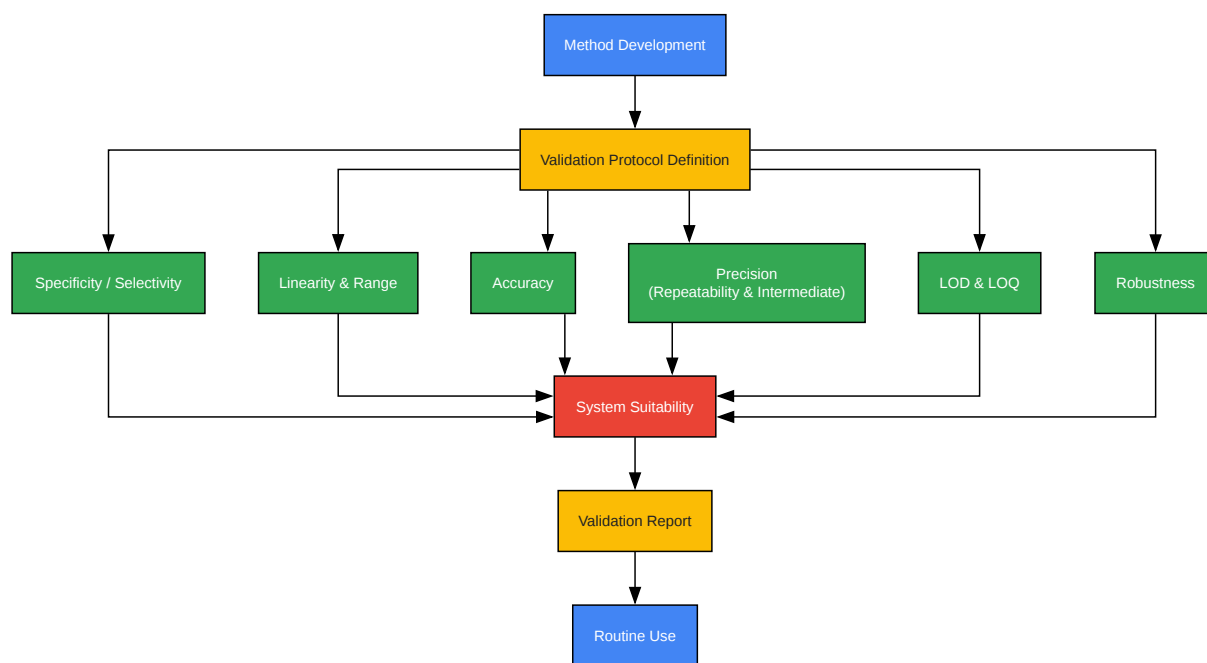 Method Development
Validation Protocol Definition
Specificity / Selectivity
Linearity & Range
Accuracy
Precision
(Repeatability & Intermediate)
LOD & LOQ
Robustness
System Suitability
Validation Report
Routine Use